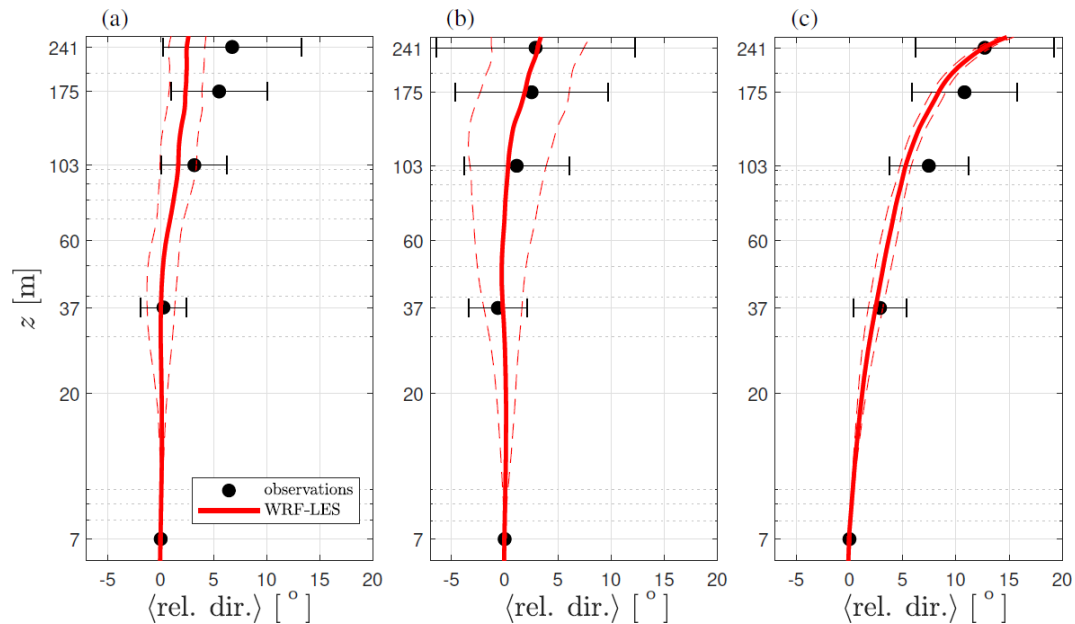 (a) (b) (c)
241 241 241
175 175 175
103 103 103
60 60 60
z [m]
37 37 37
20 20 20
observations
WRF-LES
7 7 7
-5 0 5 10 15 20 -5 0 5 10 15 20 -5 0 5 10 15 20
⟨rel. dir.⟩ [ ° ] ⟨rel. dir.⟩ [ ° ] ⟨rel. dir.⟩ [ ° ]